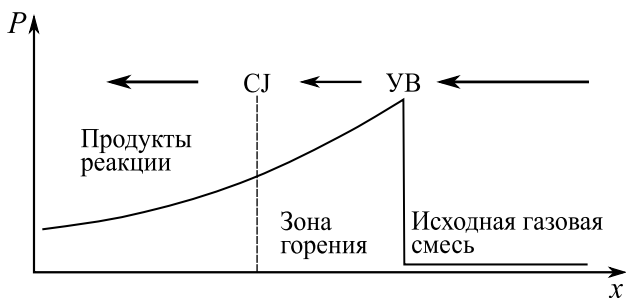 P
CJ
УВ
Продукты
реакции
Зона
горения
Исходная газовая
смесь
x